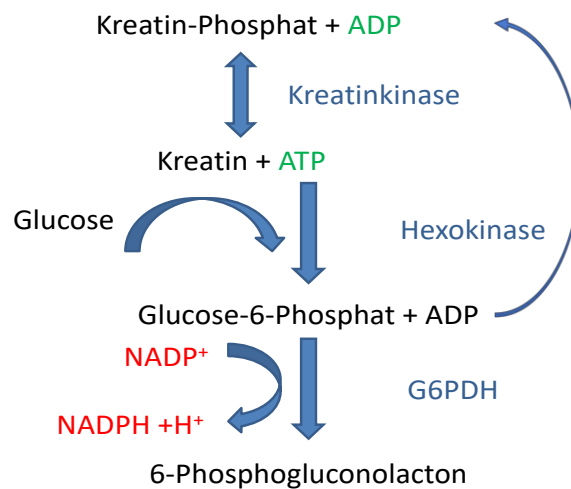 Kreatin-Phosphat + ADP
Kreatinkinase
Kreatin + ATP
Glucose
Hexokinase
Glucose-6-Phosphat + ADP
NADP⁺
G6PDH
NADPH +H⁺
6-Phosphogluconolacton